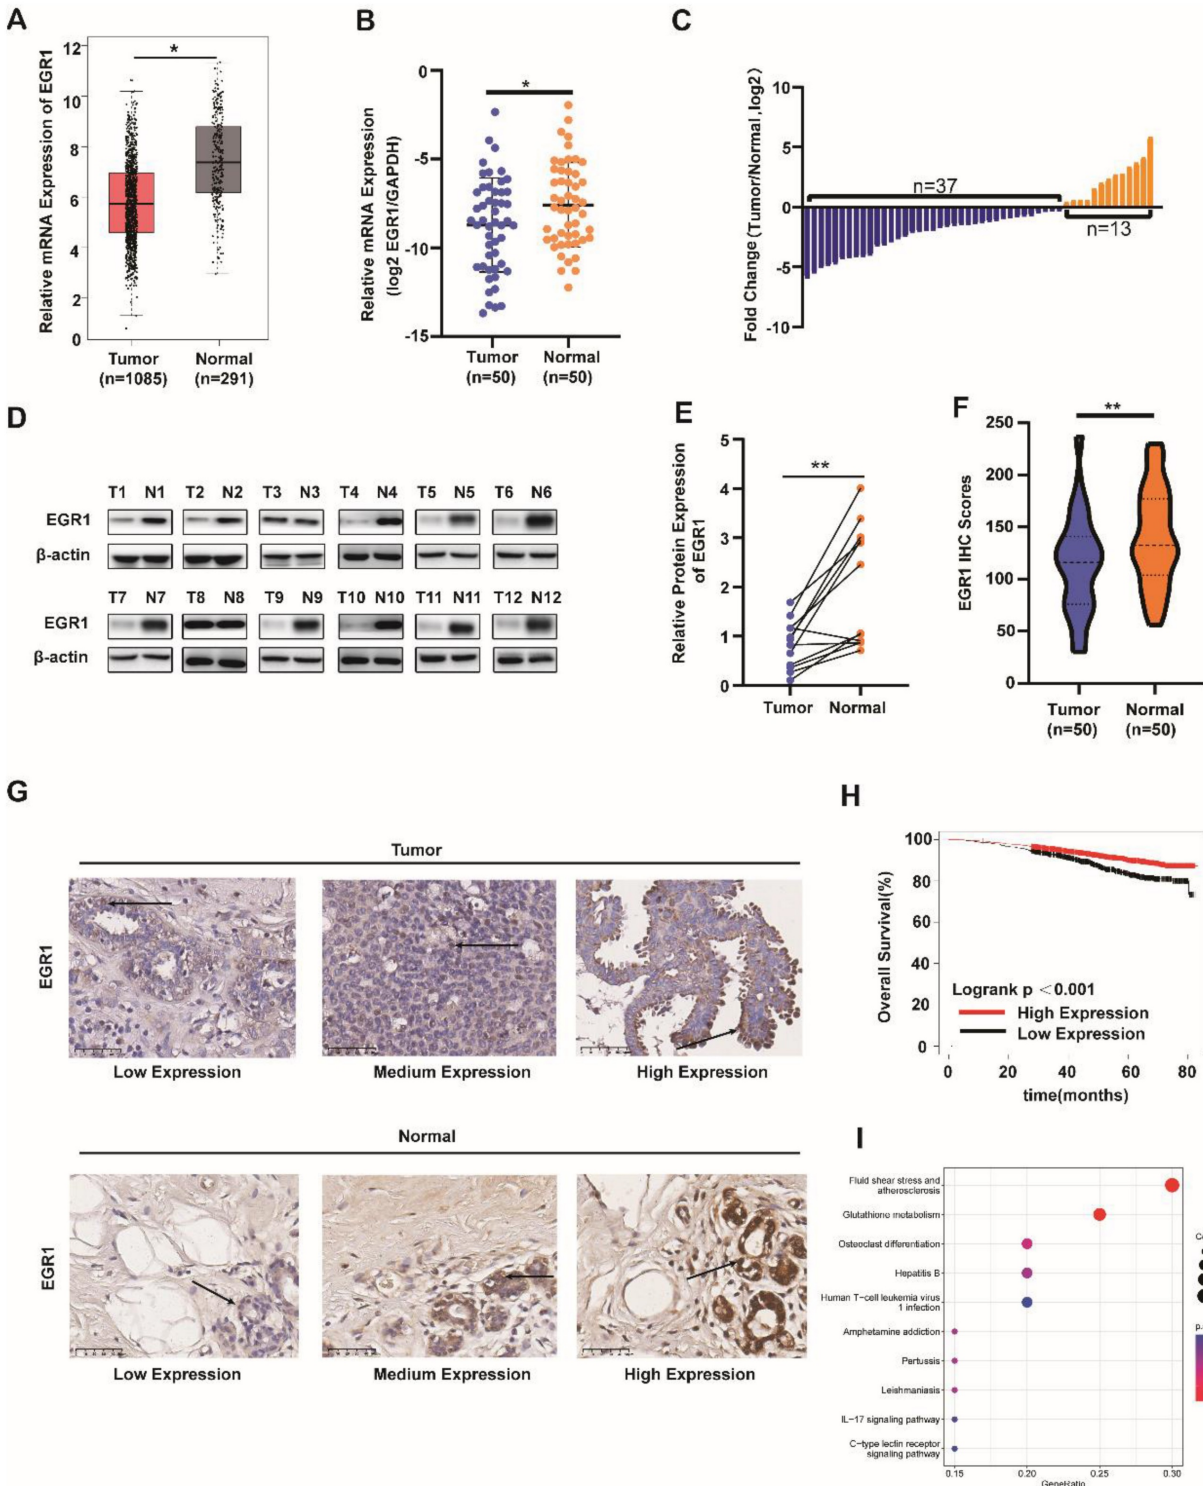 A
Relative mRNA Expression of EGR1
12
10
8
6
4
2
0
*
Tumor
(n=1085)
Normal
(n=291)
B
Relative mRNA Expression
(log2 EGR1/GAPDH)
0
-5
-10
-15
*
Tumor
(n=50)
Normal
(n=50)
C
Fold Change (Tumor/Normal ,log2)
10
5
0
-5
-10
n=37
n=13
D
T1 N1 T2 N2 T3 N3 T4 N4 T5 N5 T6 N6
EGR1
β-actin
T7 N7 T8 N8 T9 N9 T10 N10 T11 N11 T12 N12
EGR1
β-actin
E
Relative Protein Expression
of EGR1
5
4
3
2
1
0
**
Tumor Normal
F
EGR1 IHC Scores
250
200
150
100
50
0
**
Tumor
(n=50)
Normal
(n=50)
G
Tumor
EGR1
Low Expression
Medium Expression
High Expression
Normal
EGR1
Low Expression
Medium Expression
High Expression
H
Overall Survival(%)
100
80
60
40
20
0
Logrank p <0.001
High Expression
Low Expression
0 20 40 60 80
time(months)
I
Fluid shear stress and
atherosclerosis
Glutathione metabolism
Osteoclast differentiation
Hepatitis B
Human T-cell leukemia virus
1 infection
Amphetamine addiction
Pertussis
Leishmaniasis
IL-17 signaling pathway
C-type lectin receptor
signaling pathway
0.15 0.20 0.25 0.30
GeneRatio